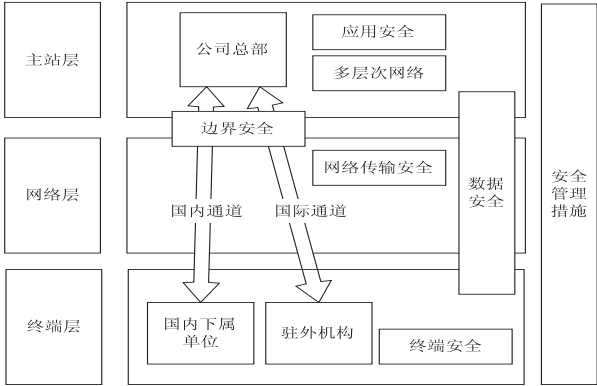 主站层
公司总部
应用安全
多层次网络
边界安全
网络层
网络传输安全
数据
安全
安全
管理
措施
国内通道
国际通道
终端层
国内下属
单位
驻外机构
终端安全